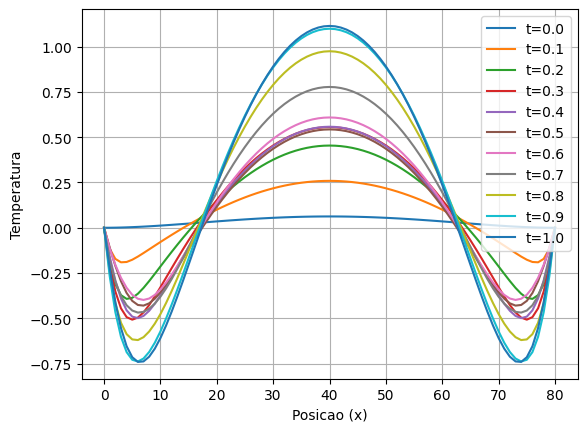 1.00
0.75
0.50
0.25
0.00
−0.25
−0.50
−0.75
Temperatura
0
10
20
30
40
50
60
70
80
Posicao (x)
t=0.0
t=0.1
t=0.2
t=0.3
t=0.4
t=0.5
t=0.6
t=0.7
t=0.8
t=0.9
t=1.0